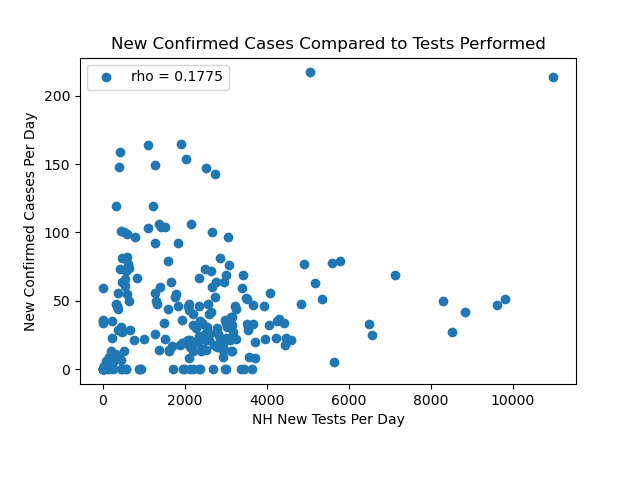 New Confirmed Cases Compared to Tests Performed
rho = 0.1775
200
150
100
50
0
New Confirmed Caeses Per Day
0 2000 4000 6000 8000 10000
NH New Tests Per Day